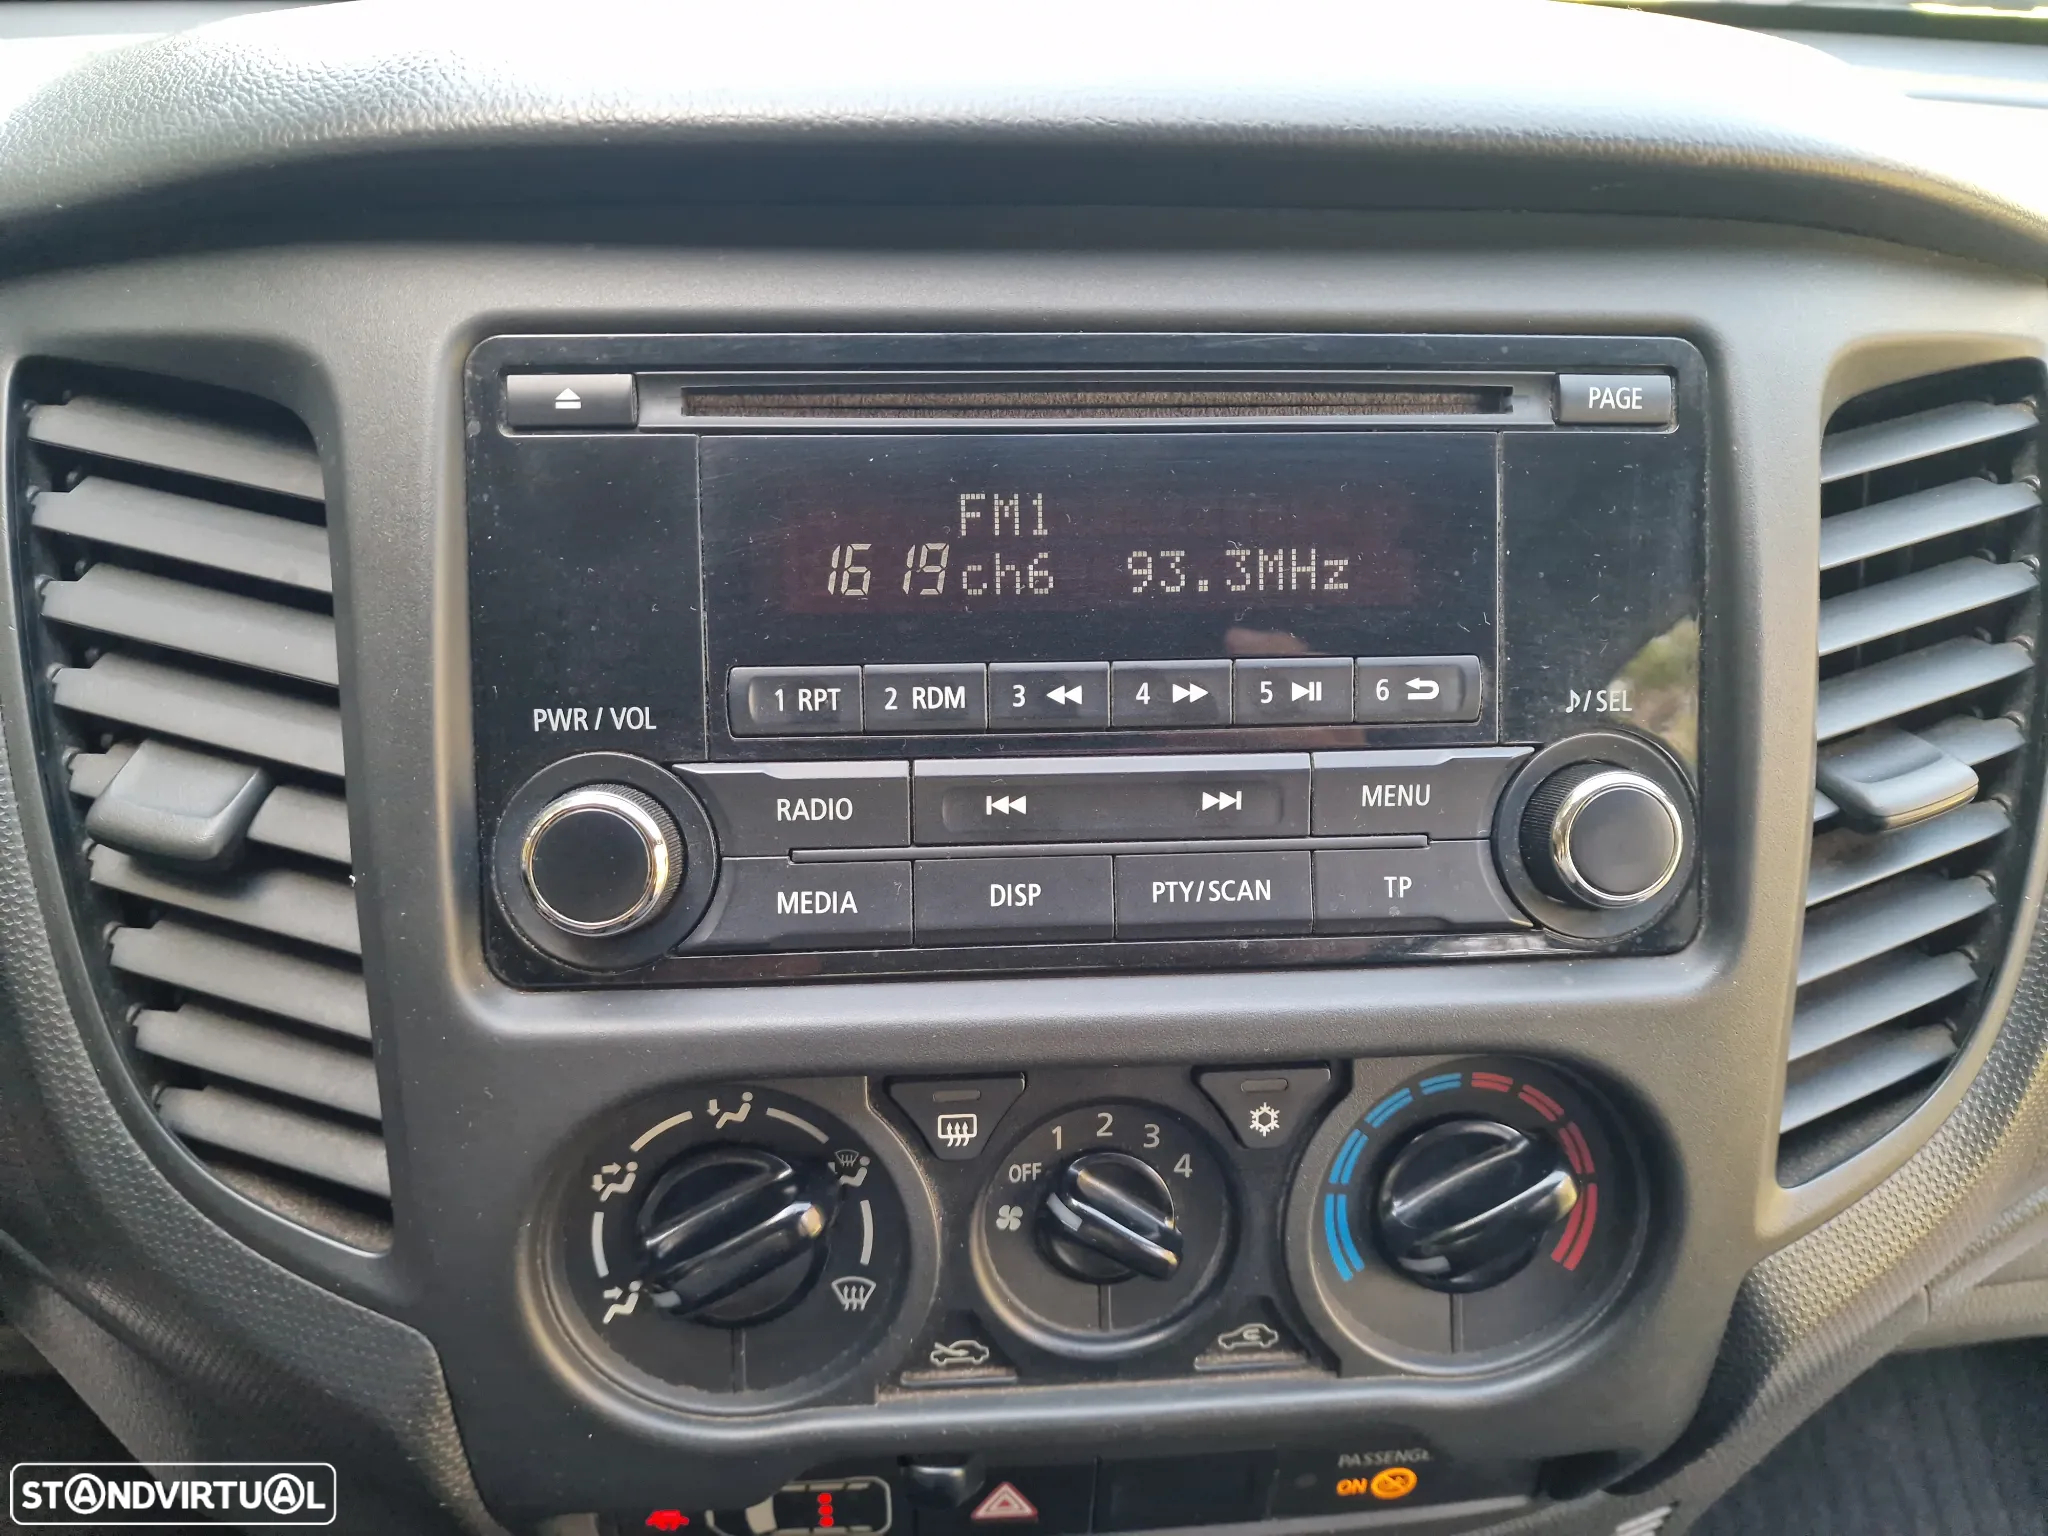 PAGE
FM1
16 19 ch6 93.3MHz
1 RPT 2 RDM 3 4 5 6
PWR / VOL
♪/ SEL
RADIO MENU
MEDIA DISP PTY/SCAN TP
OFF 1 2 3 4
PASSENGE
ON
STANDVIRTUAL